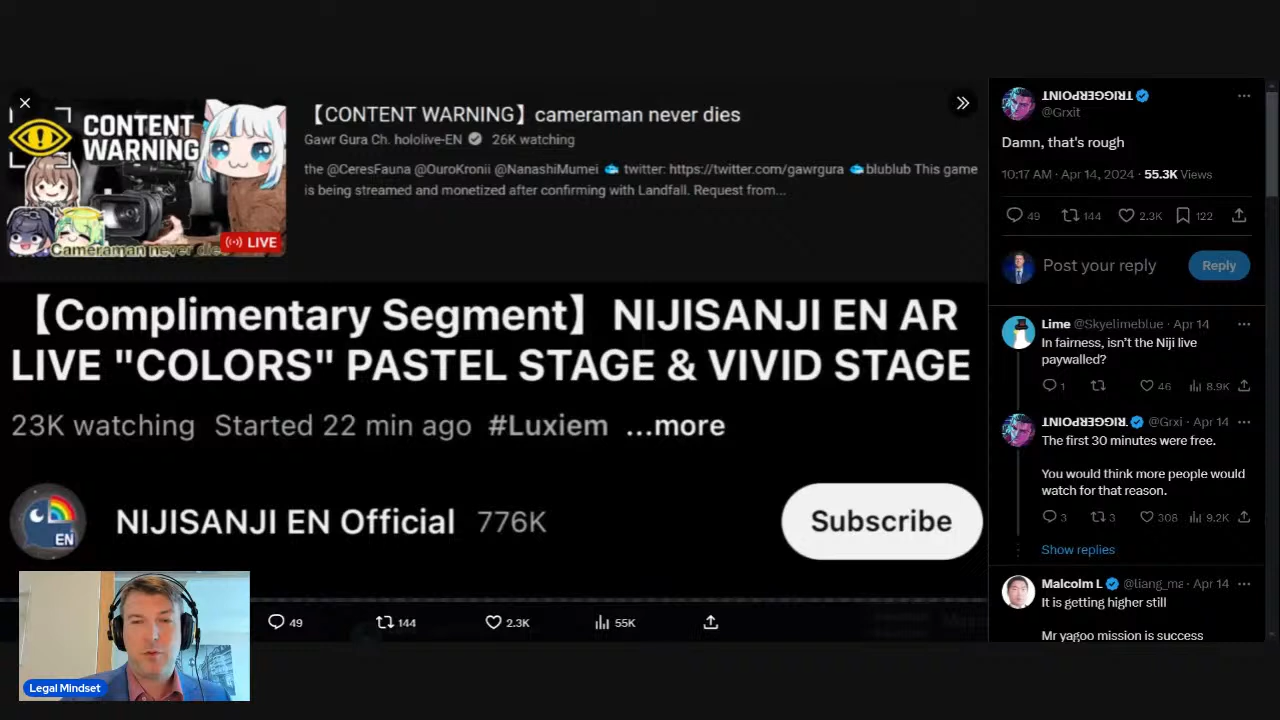 CONTENT
WARNING
Cameraman never die
LIVE
【CONTENT WARNING】cameraman never dies
Gawr Gura Ch. hololive-EN 26K watching
the @CeresFauna @OuroKronii @NanashiMumei 🐟 twitter: https://twitter.com/gawrgura 🐟blublub This game
is being streamed and monetized after confirming with Landfall. Request from...
【Complimentary Segment】 NIJISANJI EN AR
LIVE "COLORS" PASTEL STAGE & VIVID STAGE
23K watching Started 22 min ago #Luxiem ...more
EN
NIJISANJI EN Official 776K
Subscribe
49 144 2.3K 55K
Legal Mindset
@Grxit
Damn, that's rough
10:17 AM · Apr 14, 2024 · 55.3K Views
49 144 2.3K 122
Post your reply
Reply
Lime @Skyelimeblue · Apr 14
In fairness, isn't the Niji live
paywalled?
1 46 8.9K
@Grxi · Apr 14
The first 30 minutes were free.
You would think more people would
watch for that reason.
3 3 308 9.2K
Show replies
Malcolm L @liang_ma · Apr 14
It is getting higher still
Mr yagoo mission is success